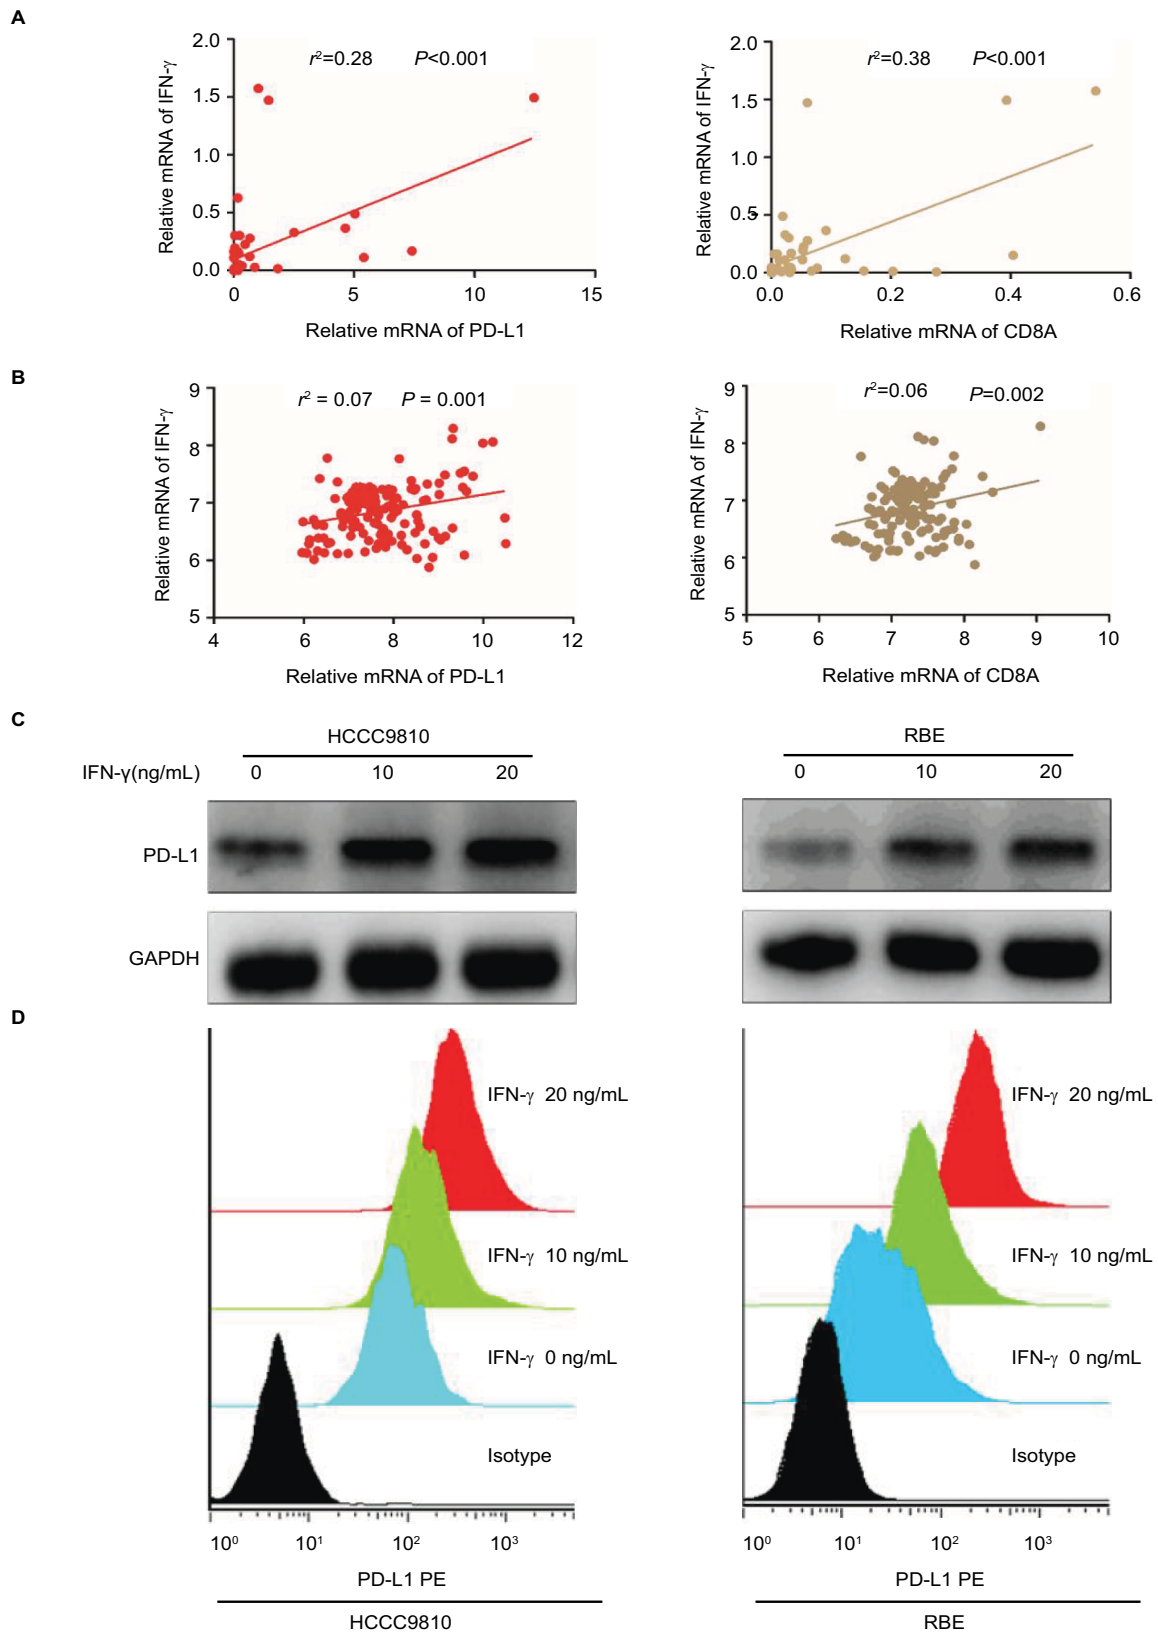 A
r²=0.28 P<0.001
r²=0.38 P<0.001
Relative mRNA of IFN-γ
2.0
1.5
1.0
0.5
0.0
0 5 10 15
Relative mRNA of PD-L1
Relative mRNA of IFN-γ
2.0
1.5
1.0
0.5
0.0
0.0 0.2 0.4 0.6
Relative mRNA of CD8A
B
r² = 0.07 P = 0.001
r²=0.06 P=0.002
Relative mRNA of IFN-γ
9
8
7
6
5
4 6 8 10 12
Relative mRNA of PD-L1
Relative mRNA of IFN-γ
9
8
7
6
5
5 6 7 8 9 10
Relative mRNA of CD8A
C
HCCC9810
RBE
IFN-γ(ng/mL) 0 10 20
0 10 20
PD-L1
GAPDH
D
IFN-γ 20 ng/mL
IFN-γ 10 ng/mL
IFN-γ 0 ng/mL
Isotype
10⁰ 10¹ 10² 10³
PD-L1 PE
HCCC9810
IFN-γ 20 ng/mL
IFN-γ 10 ng/mL
IFN-γ 0 ng/mL
Isotype
10⁰ 10¹ 10² 10³
PD-L1 PE
RBE